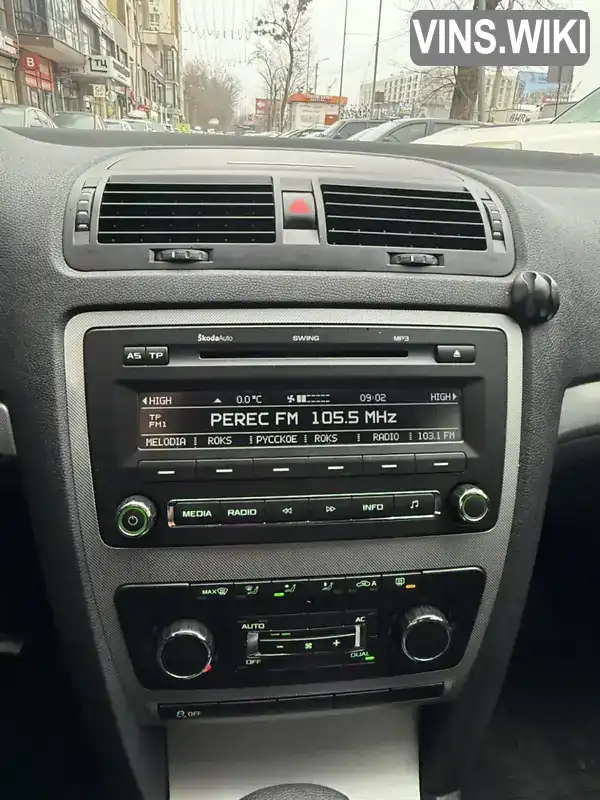 VINS.WIKI
B
ТЦ
ŠkodaAuto SWING MP3
AS TP
HIGH 0.0°C 09:02 HIGH
TP
FM1
PEREC FM 105.5 MHz
MELODIA ROKS РУССКОЕ ROKS RADIO 103.1 FM
MEDIA RADIO INFO
MAX A
AUTO AC
OFF DUAL
OFF